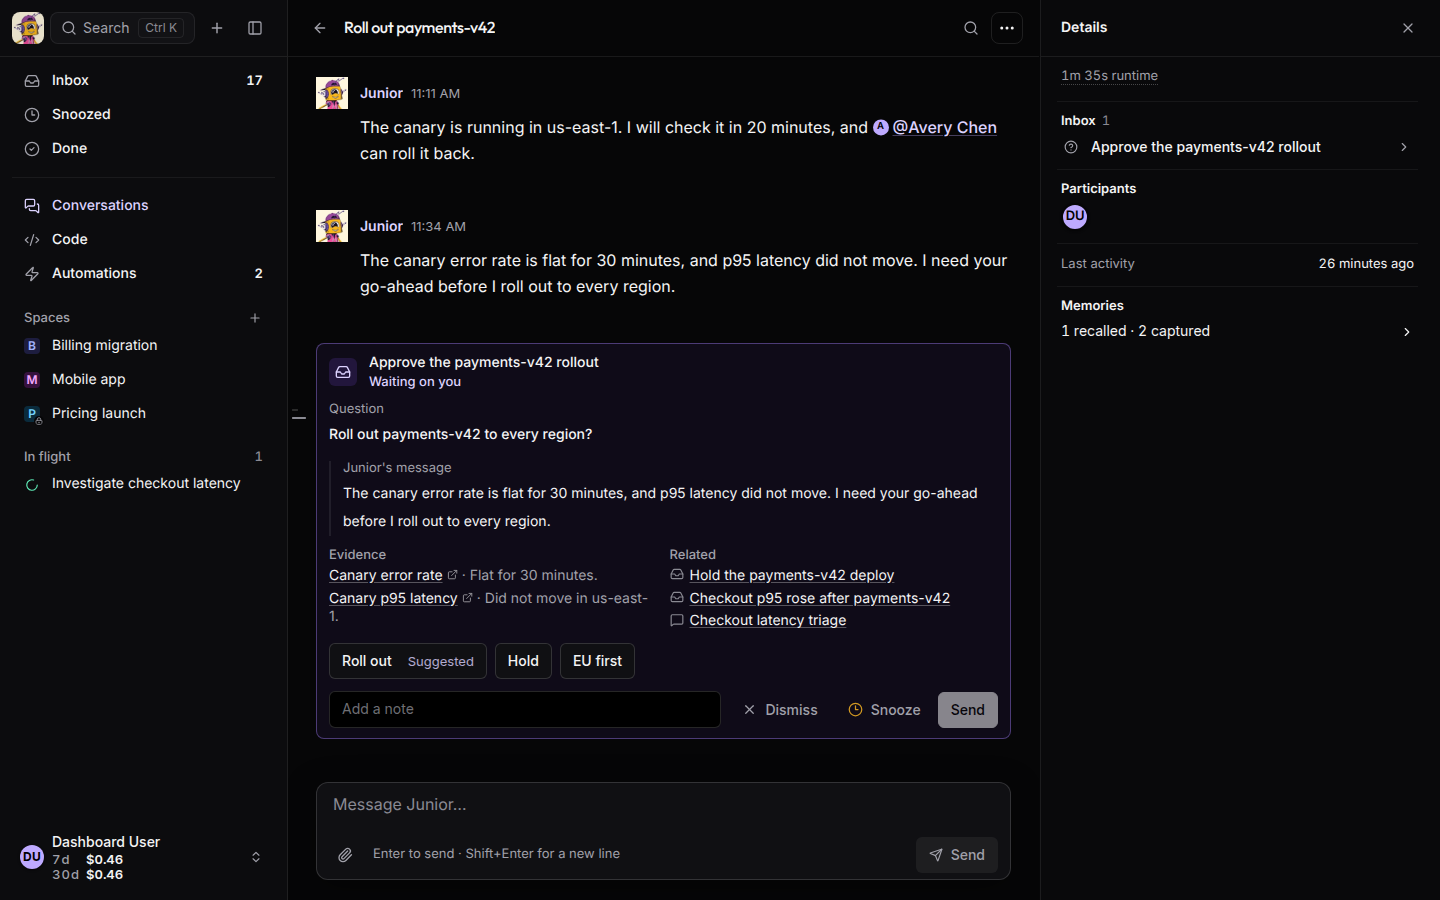 Search Ctrl K
Inbox 17
Snoozed
Done
Conversations
Code
Automations 2
Spaces
B Billing migration
M Mobile app
P Pricing launch
In flight 1
Investigate checkout latency
DU Dashboard User
7d $0.46
30d $0.46
Roll out payments-v42
Junior 11:11 AM
The canary is running in us-east-1. I will check it in 20 minutes, and A @Avery Chen
can roll it back.
Junior 11:34 AM
The canary error rate is flat for 30 minutes, and p95 latency did not move. I need your
go-ahead before I roll out to every region.
Approve the payments-v42 rollout
Waiting on you
Question
Roll out payments-v42 to every region?
Junior's message
The canary error rate is flat for 30 minutes, and p95 latency did not move. I need your go-ahead
before I roll out to every region.
Evidence
Canary error rate · Flat for 30 minutes.
Canary p95 latency · Did not move in us-east-
1.
Related
Hold the payments-v42 deploy
Checkout p95 rose after payments-v42
Checkout latency triage
Roll out Suggested Hold EU first
Add a note Dismiss Snooze Send
Message Junior...
Enter to send · Shift+Enter for a new line Send
Details
1m 35s runtime
Inbox 1
Approve the payments-v42 rollout
Participants
DU
Last activity 26 minutes ago
Memories
1 recalled · 2 captured